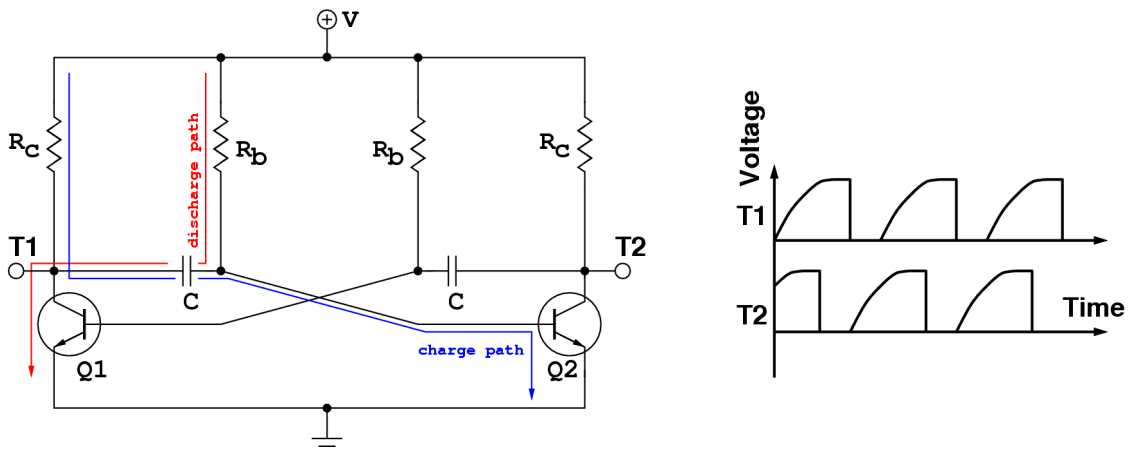 V
Rc
Rb
Rb
Rc
discharge path
T1
T2
C
C
charge path
Q1
Q2
Voltage
T1
T2
Time